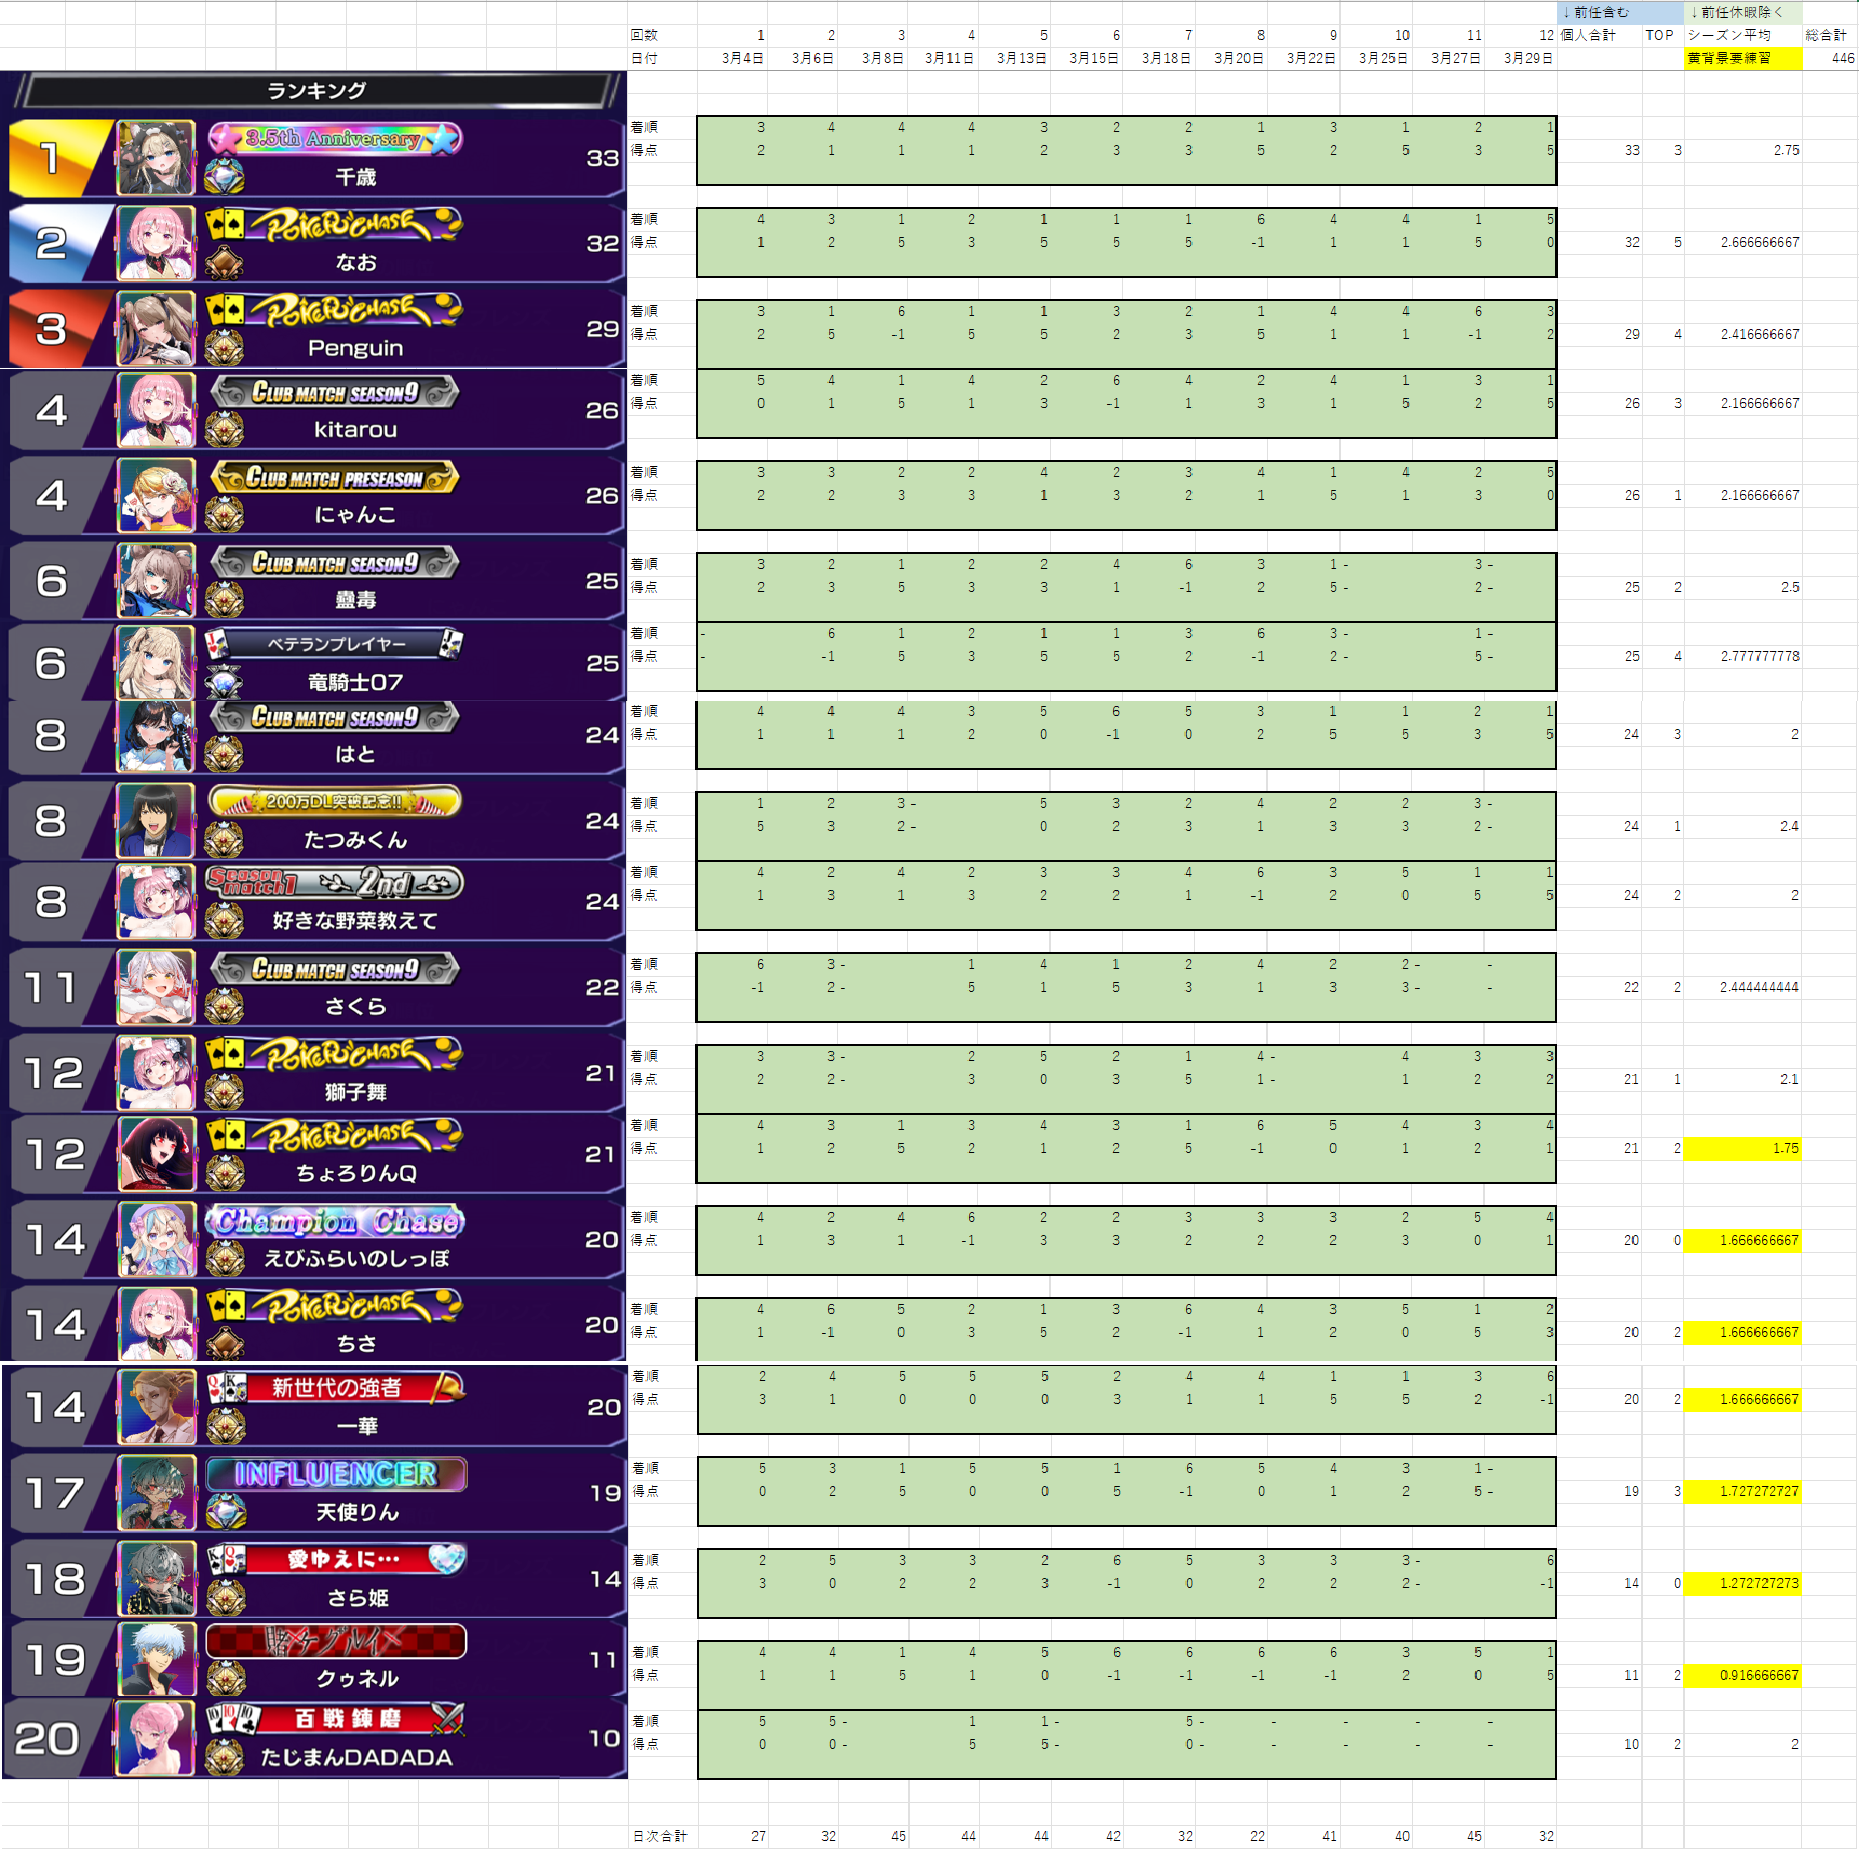 ↓前任含む ↓前任休暇除く
回数 1 2 3 4 5 6 7 8 9 10 11 12 個人合計 TOP シーズン平均 総合計
日付 3月4日 3月6日 3月8日 3月11日 3月13日 3月15日 3月18日 3月20日 3月22日 3月25日 3月27日 3月29日 黄背景要練習 446
ランキング
1 3.5th Anniversary 千歳 33
着順 3 4 4 4 3 2 2 1 3 1 2 1
得点 2 1 1 1 2 3 3 5 2 5 3 5 33 3 2.75
2 POKER CHASE なお 32
着順 4 3 1 2 1 1 1 6 4 4 1 5
得点 1 2 5 3 5 5 5 -1 1 1 5 0 32 5 2.666666667
3 POKER CHASE Penguin 29
着順 3 1 6 1 1 3 2 1 4 4 6 3
得点 2 5 -1 5 5 2 3 5 1 1 -1 2 29 4 2.416666667
4 CLUB MATCH SEASON9 kitarou 26
着順 5 4 1 4 2 6 4 2 4 1 3 1
得点 0 1 5 1 3 -1 1 3 1 5 2 5 26 3 2.166666667
4 CLUB MATCH PRESEASON にゃんこ 26
着順 3 3 2 2 4 2 3 4 1 4 2 5
得点 2 2 3 3 1 3 2 1 5 1 3 0 26 1 2.166666667
6 CLUB MATCH SEASON9 蠱毒 25
着順 3 2 1 2 2 4 6 3 1 - 3 -
得点 2 3 5 3 3 1 -1 2 5 - 2 - 25 2 2.5
6 ベテランプレイヤー 竜騎士07 25
着順 - 6 1 2 1 1 3 6 3 - 1 -
得点 - -1 5 3 5 5 2 -1 2 - 5 - 25 4 2.777777778
8 CLUB MATCH SEASON9 はと 24
着順 4 4 4 3 5 6 5 3 1 1 2 1
得点 1 1 1 2 0 -1 0 2 5 5 3 5 24 3 2
8 200万DL突破記念!! たつみくん 24
着順 1 2 3 - 5 3 2 4 2 2 3 -
得点 5 3 2 - 0 2 3 1 3 3 2 - 24 1 2.4
8 Season match1 2nd 好きな野菜教えて 24
着順 4 2 4 2 3 3 4 6 3 5 1 1
得点 1 3 1 3 2 2 1 -1 2 0 5 5 24 2 2
11 CLUB MATCH SEASON9 さくら 22
着順 6 3 - 1 4 1 2 4 2 2 - -
得点 -1 2 - 5 1 5 3 1 3 3 - - 22 2 2.444444444
12 POKER CHASE 獅子舞 21
着順 3 3 - 2 5 2 1 4 - 4 3 3
得点 2 2 - 3 0 3 5 1 - 1 2 2 21 1 2.1
12 POKER CHASE ちょろりんQ 21
着順 4 3 1 3 4 3 1 6 5 4 3 4
得点 1 2 5 2 1 2 5 -1 0 1 2 1 21 2 1.75
14 Champion Chase えびふらいのしっぽ 20
着順 4 2 4 6 2 2 3 3 3 2 5 4
得点 1 3 1 -1 3 3 2 2 2 3 0 1 20 0 1.666666667
14 POKER CHASE ちさ 20
着順 4 6 5 2 1 3 6 4 3 5 1 2
得点 1 -1 0 3 5 2 -1 1 2 0 5 3 20 2 1.666666667
14 新世代の強者 一華 20
着順 2 4 5 5 5 2 4 4 1 1 3 6
得点 3 1 0 0 0 3 1 1 5 5 2 -1 20 2 1.666666667
17 INFLUENCER 天使りん 19
着順 5 3 1 5 5 1 6 5 4 3 1 -
得点 0 2 5 0 0 5 -1 0 1 2 5 - 19 3 1.727272727
18 愛ゆえに… さら姫 14
着順 2 5 3 3 2 6 5 3 3 3 - 6
得点 3 0 2 2 3 -1 0 2 2 2 - -1 14 0 1.272727273
19 賭ケグルイ×× クゥネル 11
着順 4 4 1 4 5 6 6 6 6 3 5 1
得点 1 1 5 1 0 -1 -1 -1 -1 2 0 5 11 2 0.916666667
20 百戦錬磨 たじまんDADADA 10
着順 5 5 - 1 1 - 5 - - - - -
得点 0 0 - 5 5 - 0 - - - - - 10 2 2
日次合計 27 32 45 44 44 42 32 22 41 40 45 32